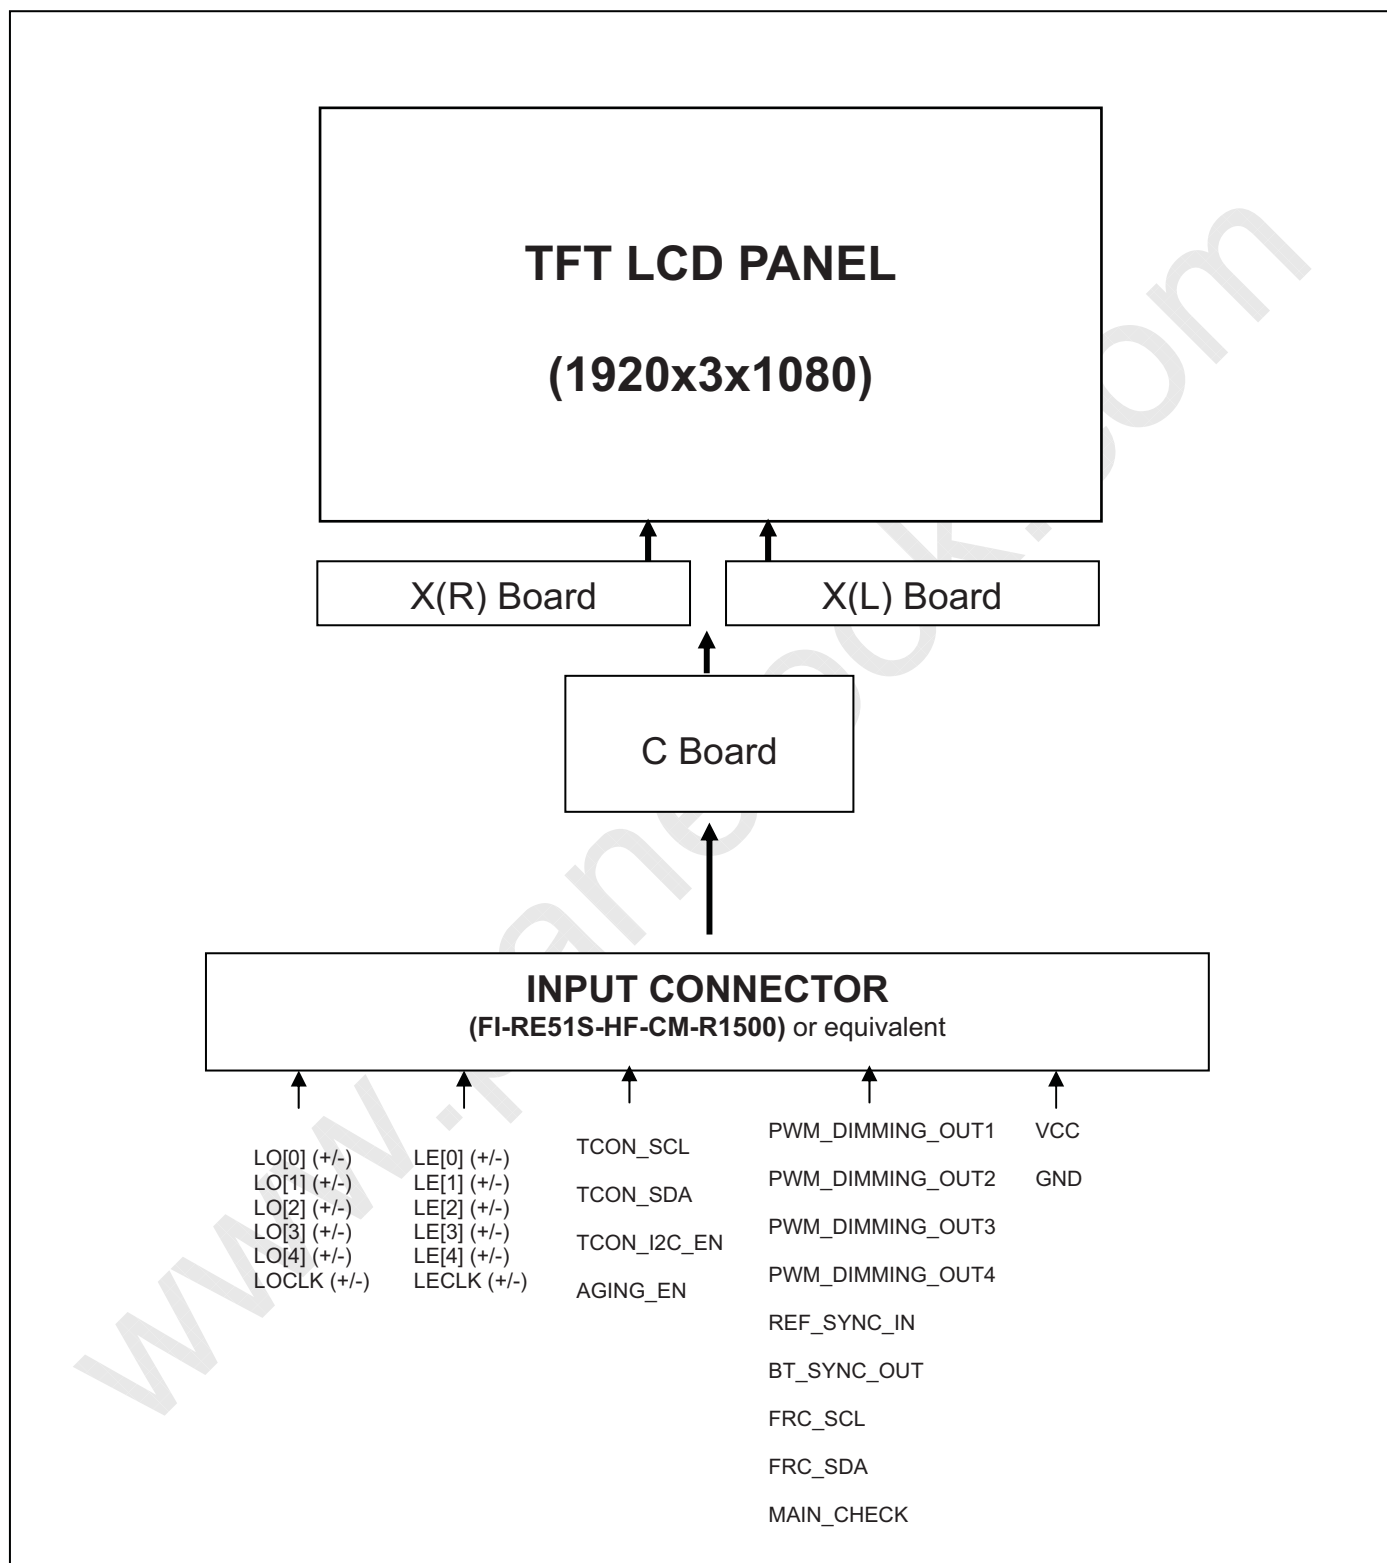 TFT LCD PANEL
(1920x3x1080)
X(R) Board
X(L) Board
C Board
INPUT CONNECTOR
(FI-RE51S-HF-CM-R1500) or equivalent
LO[0] (+/-)
LO[1] (+/-)
LO[2] (+/-)
LO[3] (+/-)
LO[4] (+/-)
LOCLK (+/-)
LE[0] (+/-)
LE[1] (+/-)
LE[2] (+/-)
LE[3] (+/-)
LE[4] (+/-)
LECLK (+/-)
TCON_SCL
TCON_SDA
TCON_I2C_EN
AGING_EN
PWM_DIMMING_OUT1
PWM_DIMMING_OUT2
PWM_DIMMING_OUT3
PWM_DIMMING_OUT4
REF_SYNC_IN
BT_SYNC_OUT
FRC_SCL
FRC_SDA
MAIN_CHECK
VCC
GND